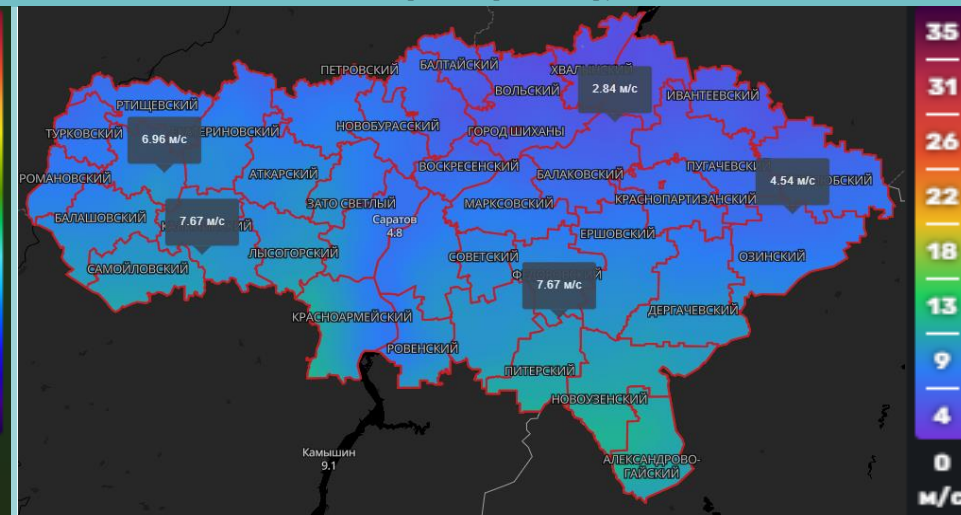 ПЕТРОВСКИЙ
БАЛТАЙСКИЙ
ВОЛЬСКИЙ
2.84 м/с
ИВАНТЕЕВСКИЙ
РТИЩЕВСКИЙ
ТУРКОВСКИЙ
6.96 м/с
НОВОБУРАССКИЙ
ГОРОД ШИХАНЫ
РОМАНОВСКИЙ
АТКАРСКИЙ
ВОСКРЕСЕНСКИЙ
БАЛАКОВСКИЙ
4.54 м/с
КРАСНОПАРТИЗАНСКИЙ
ЗАТО СВЕТЛЫЙ
МАРКСОВСКИЙ
БАЛАШОВСКИЙ
7.67 м/с
Саратов
4.8
ЕРШОВСКИЙ
ЛЫСОГОРСКИЙ
СОВЕТСКИЙ
ОЗИНСКИЙ
САМОЙЛОВСКИЙ
7.67 м/с
КРАСНОАРМЕЙСКИЙ
ДЕРГАЧЕВСКИЙ
РОВЕНСКИЙ
ПИТЕРСКИЙ
НОВОУЗЕНСКИЙ
Камышин
9.1
АЛЕКСАНДРОВО-
ГАЙСКИЙ
35
31
26
22
18
13
9
4
0
м/с